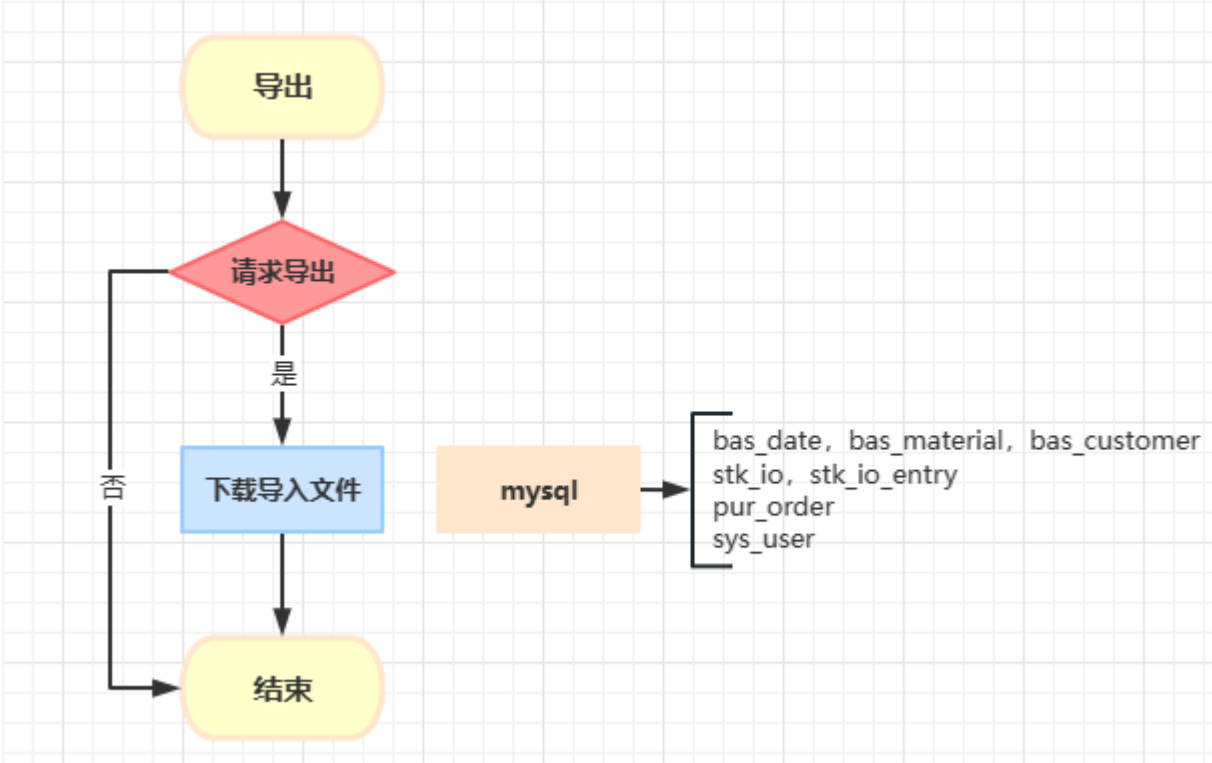 导出
请求导出
是
否
下载导入文件
mysql
bas_date，bas_material，bas_customer
stk_io，stk_io_entry
pur_order
sys_user
结束